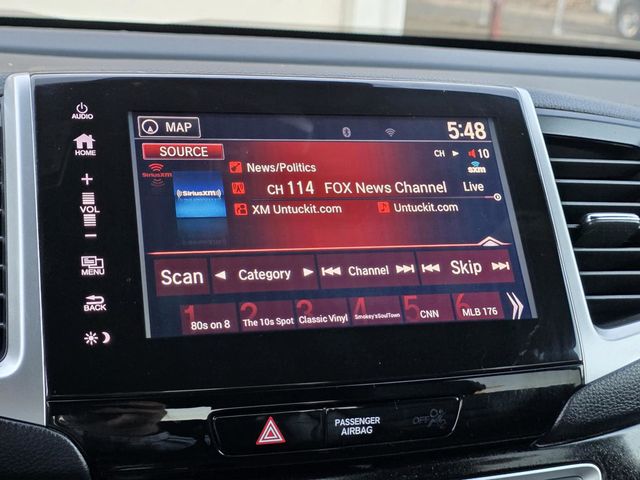 AUDIO
HOME
+
VOL
−
MENU
BACK
MAP
5:48
SOURCE
CH ▶ 10
SiriusXM
SiriusXM
News/Politics
CH 114 FOX News Channel
sxm
Live
XM Untuckit.com
Untuckit.com
Scan
Category
Channel
Skip
1 80s on 8
2 The 10s Spot
3 Classic Vinyl
4 Smokey'sSoulTown
5 CNN
6 MLB 176
PASSENGER
AIRBAG
OFF